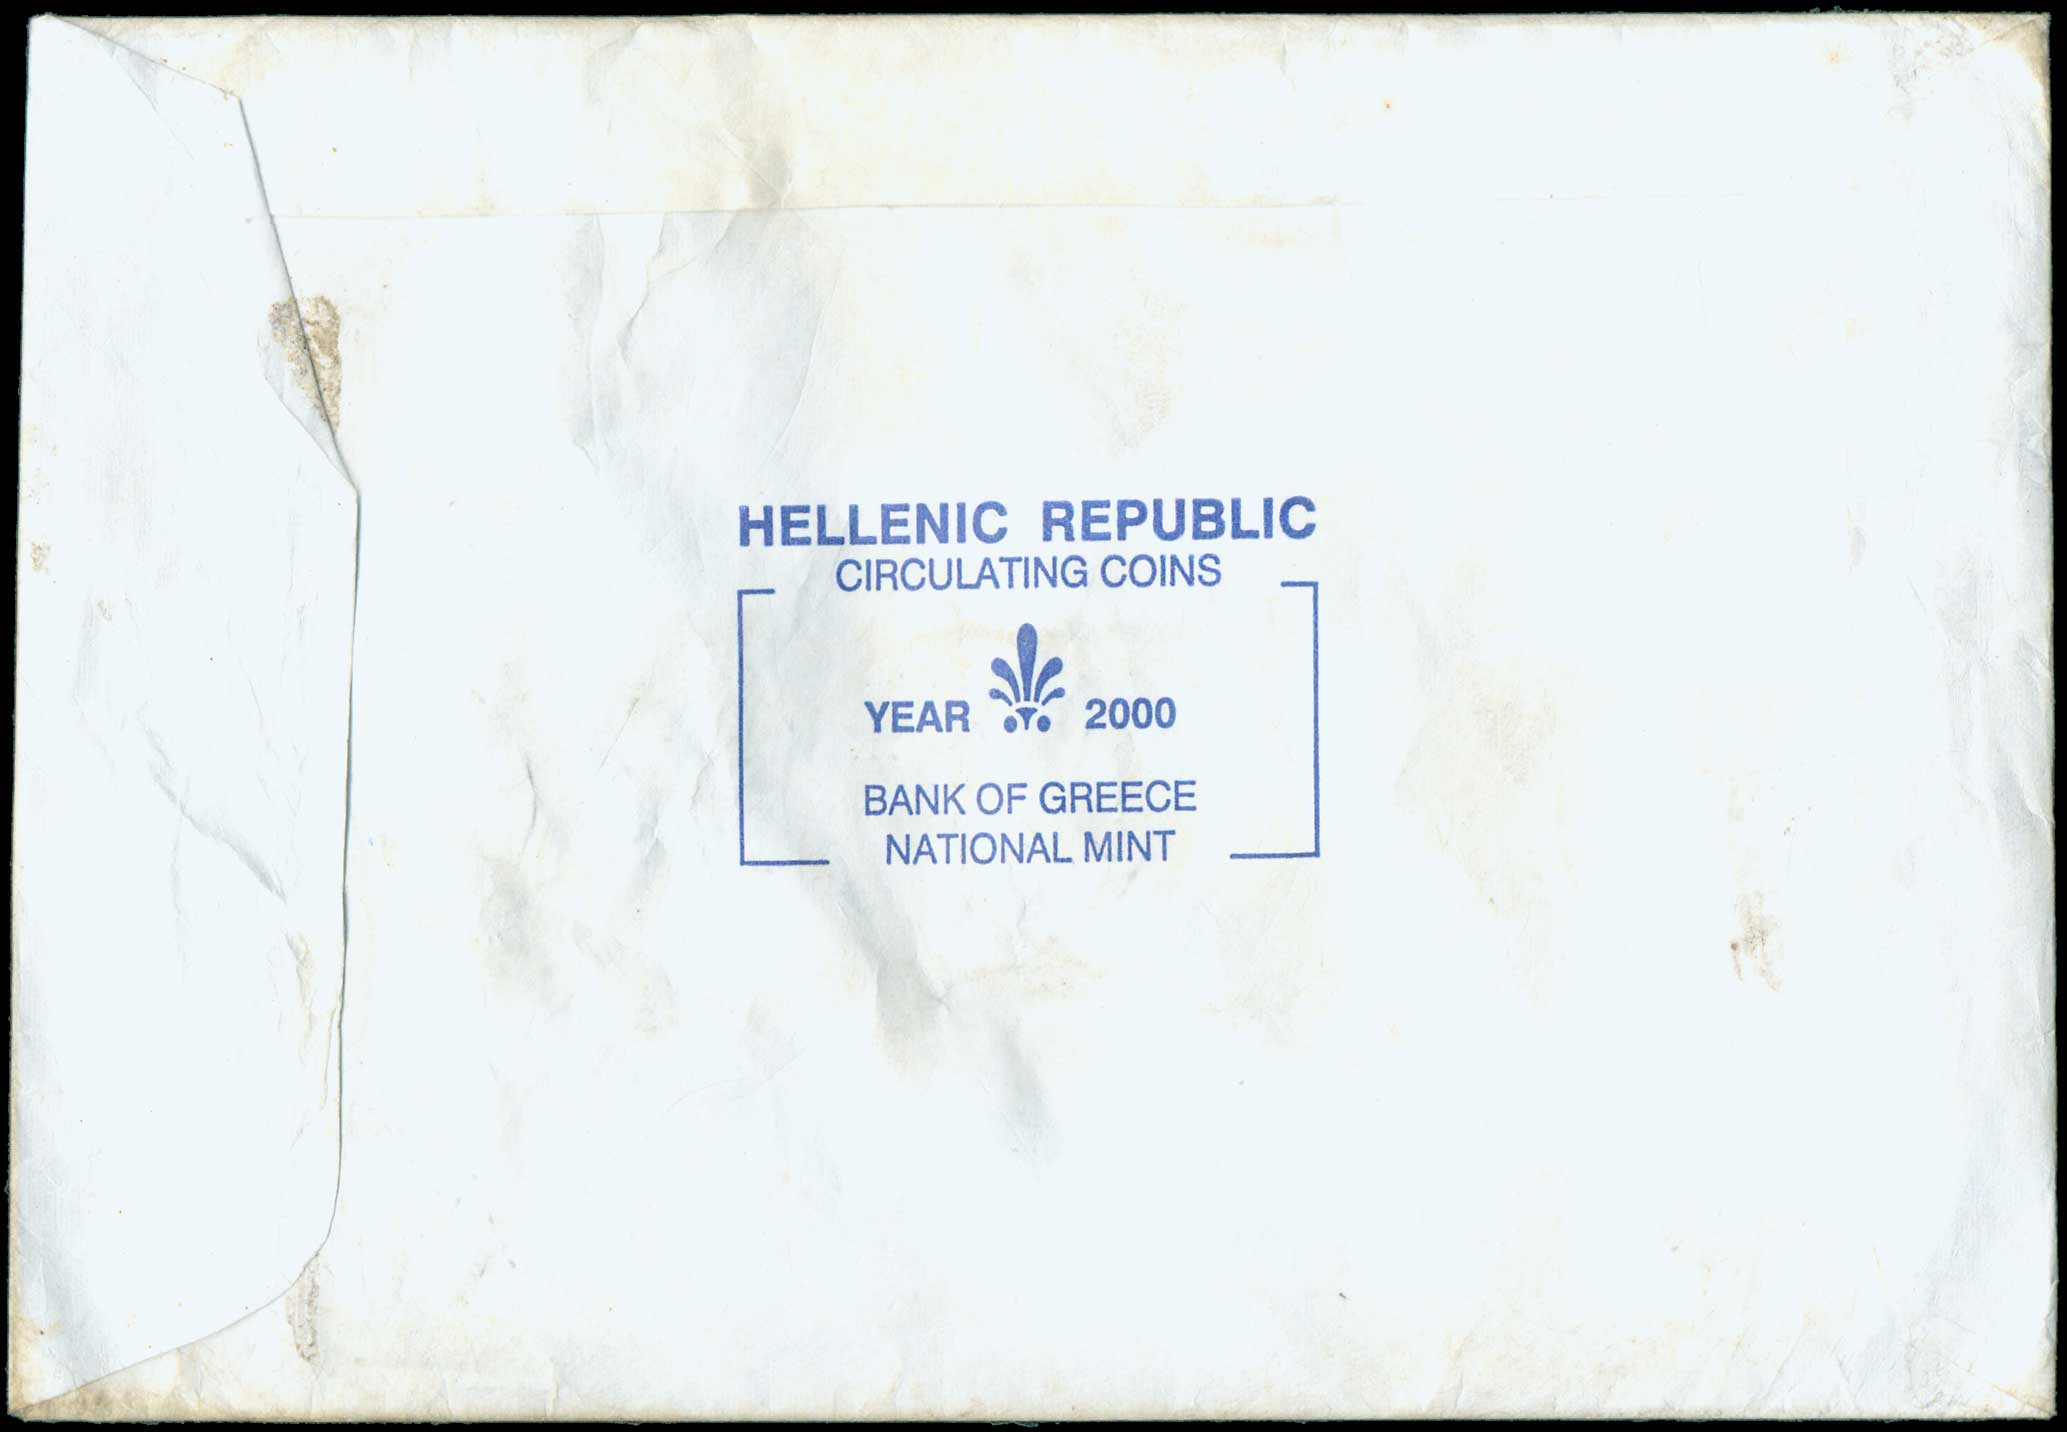 HELLENIC REPUBLIC
CIRCULATING COINS
YEAR 2000
BANK OF GREECE
NATIONAL MINT